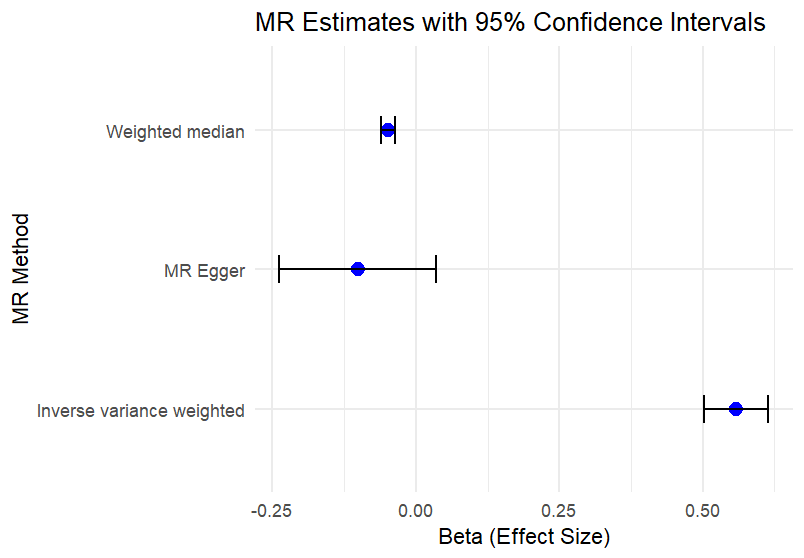 MR Estimates with 95% Confidence Intervals
MR Method
Weighted median
MR Egger
Inverse variance weighted
-0.25 0.00 0.25 0.50
Beta (Effect Size)